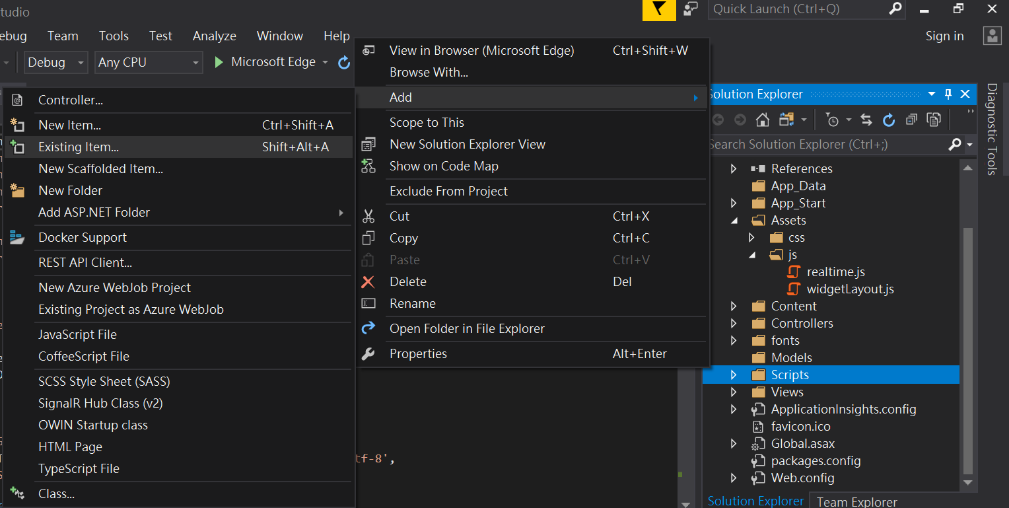 tudio
Quick Launch (Ctrl+Q)
ebug Team Tools Test Analyze Window Help
Sign in
Debug Any CPU Microsoft Edge
Controller...
New Item... Ctrl+Shift+A
Existing Item... Shift+Alt+A
New Scaffolded Item...
New Folder
Add ASP.NET Folder
Docker Support
REST API Client...
New Azure WebJob Project
Existing Project as Azure WebJob
JavaScript File
CoffeeScript File
SCSS Style Sheet (SASS)
SignalR Hub Class (v2)
OWIN Startup class
HTML Page
TypeScript File
Class...
View in Browser (Microsoft Edge) Ctrl+Shift+W
Browse With...
Add
Scope to This
New Solution Explorer View
Show on Code Map
Exclude From Project
Cut Ctrl+X
Copy Ctrl+C
Paste Ctrl+V
Delete Del
Rename
Open Folder in File Explorer
Properties Alt+Enter
tf-8',
olution Explorer
earch Solution Explorer (Ctrl+;)
References
App_Data
App_Start
Assets
css
js
realtime.js
widgetLayout.js
Content
Controllers
fonts
Models
Scripts
Views
ApplicationInsights.config
favicon.ico
Global.asax
packages.config
Web.config
Solution Explorer Team Explorer
Diagnostic Tools